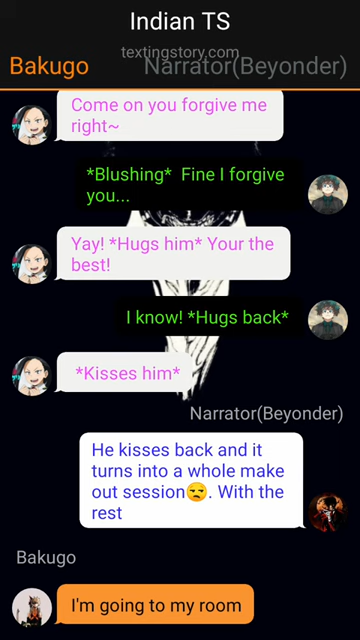 Indian TS
textingstory.com
Bakugo Narrator(Beyonder)
Come on you forgive me
right~
*Blushing* Fine I forgive
you...
Yay! *Hugs him* Your the
best!
I know! *Hugs back*
*Kisses him*
Narrator(Beyonder)
He kisses back and it
turns into a whole make
out session😒. With the
rest
Bakugo
I'm going to my room